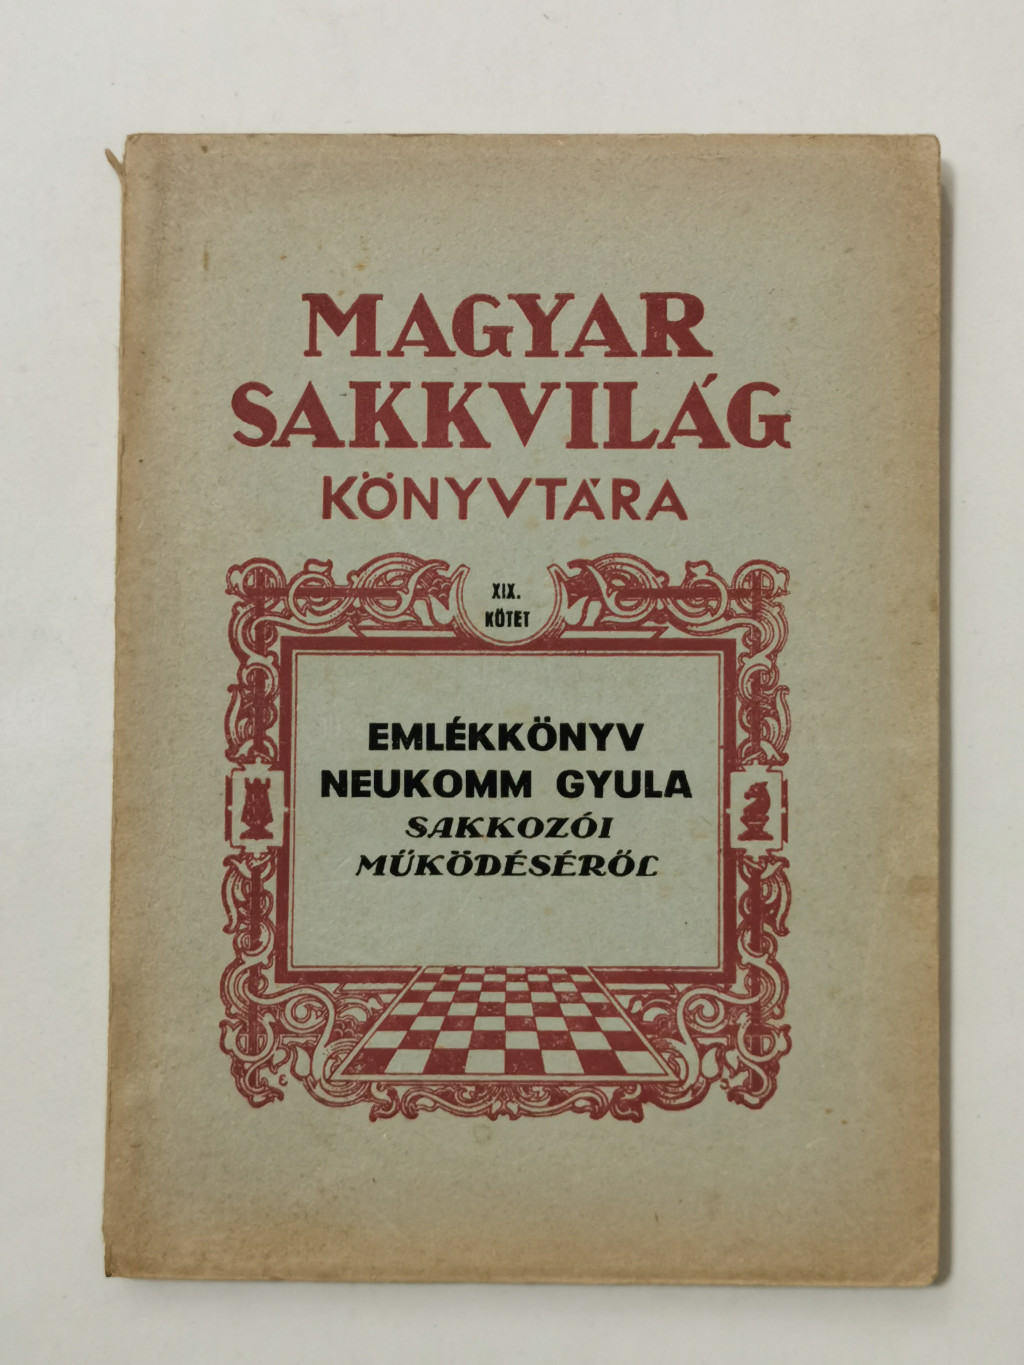 MAGYAR
SAKKVILÁG
KÖNYVTÁRA
XIX.
KÖTET
EMLÉKKÖNYV
NEUKOMM GYULA
SAKKOZÓI
MŰKÖDÉSÉRŐL